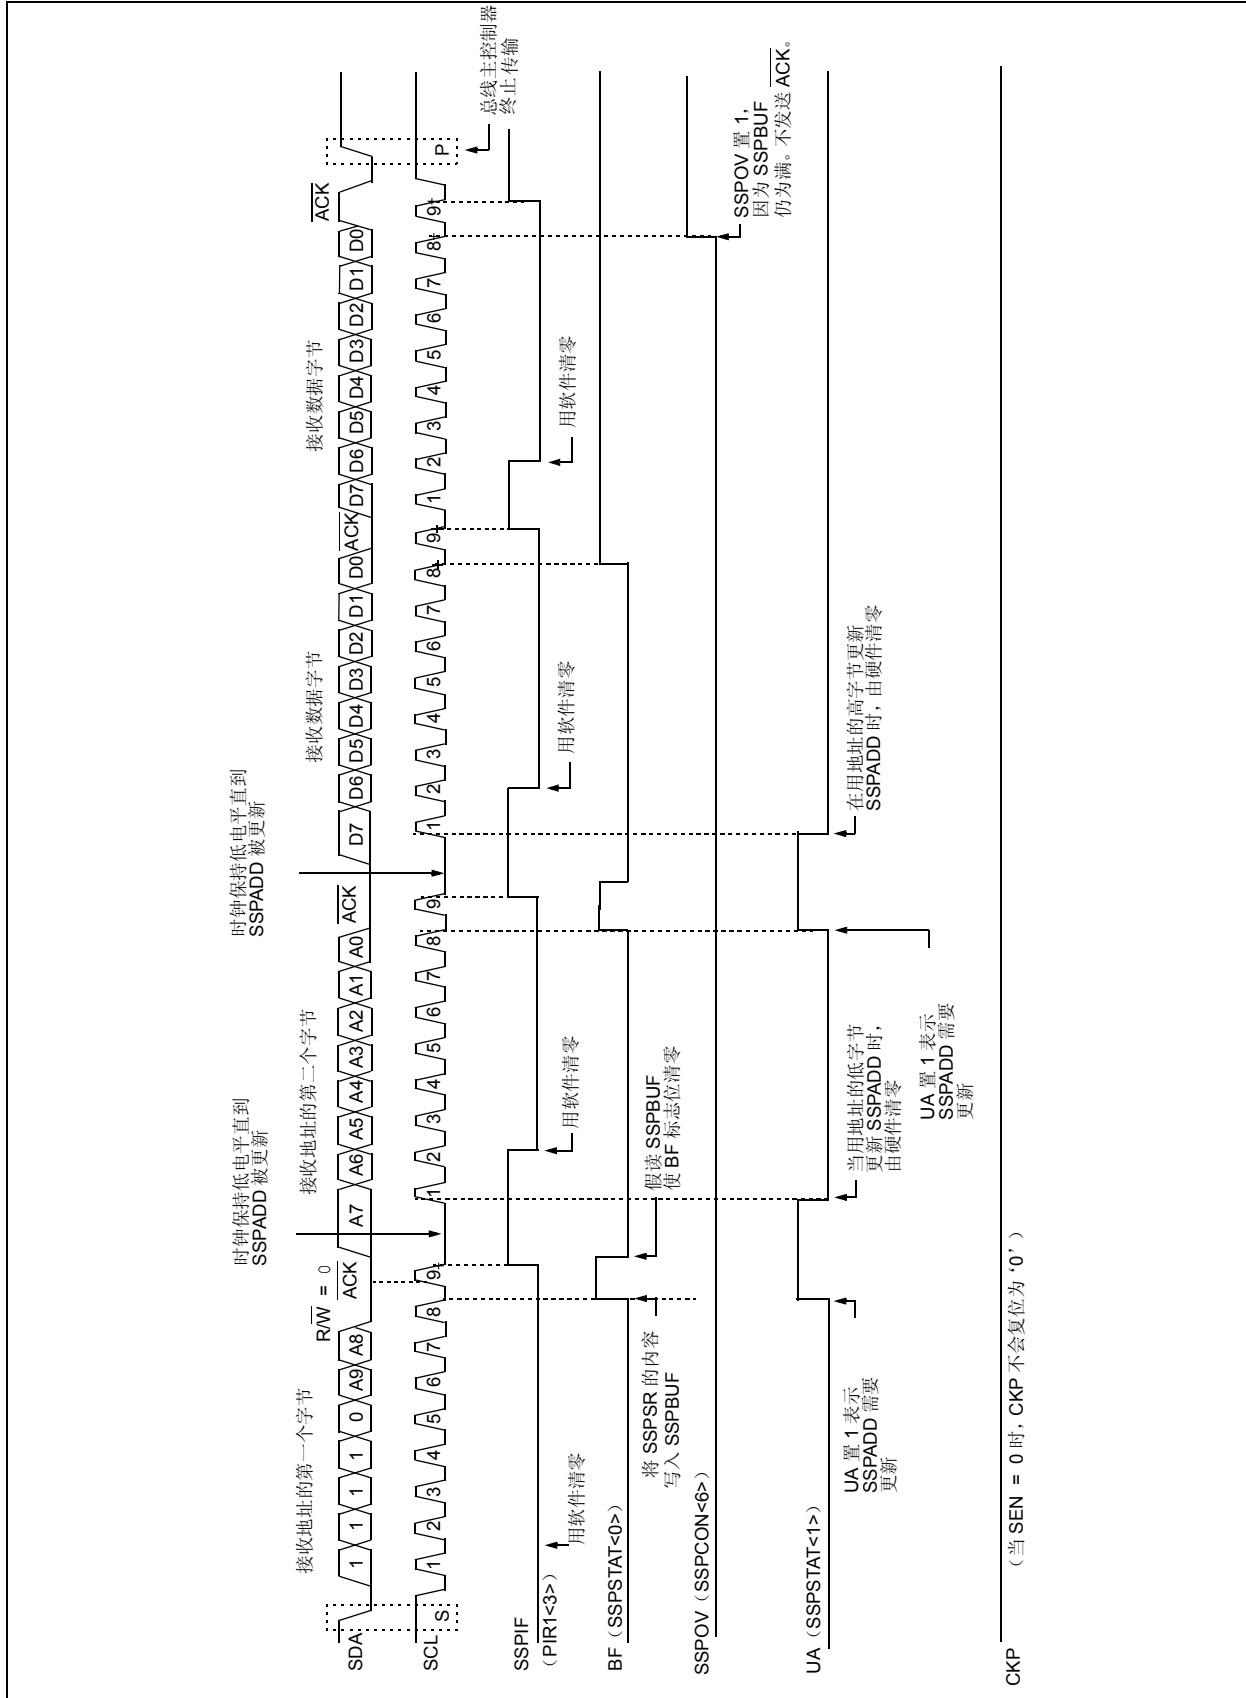 时钟保持低电平直到
SSPADD 被更新
时钟保持低电平直到
SSPADD 被更新
接收地址的第一个字节
R/W = 0
接收地址的第二个字节
接收数据字节
接收数据字节
SDA
1 1 1 1 0 A9 A8 ACK A7 A6 A5 A4 A3 A2 A1 A0 ACK D7 D6 D5 D4 D3 D2 D1 D0 ACK D7 D6 D5 D4 D3 D2 D1 D0 ACK
SCL
S 1 2 3 4 5 6 7 8 9 1 2 3 4 5 6 7 8 9 1 2 3 4 5 6 7 8 9 1 2 3 4 5 6 7 8 9 P
总线主控制器
终止传输
SSPIF
（PIR1<3>）
用软件清零
用软件清零
用软件清零
用软件清零
BF（SSPSTAT<0>）
将 SSPSR 的内容
写入 SSPBUF
假读 SSPBUF
使 BF 标志位清零
SSPOV（SSPCON<6>）
SSPOV 置 1，
因为 SSPBUF
仍为满。不发送 ACK。
UA（SSPSTAT<1>）
UA 置 1 表示
SSPADD 需要
更新
当用地址的低字节
更新 SSPADD 时，
由硬件清零
UA 置 1 表示
SSPADD 需要
更新
在用地址的高字节更新
SSPADD 时，由硬件清零
CKP
（当 SEN = 0 时，CKP 不会复位为 ‘0’）